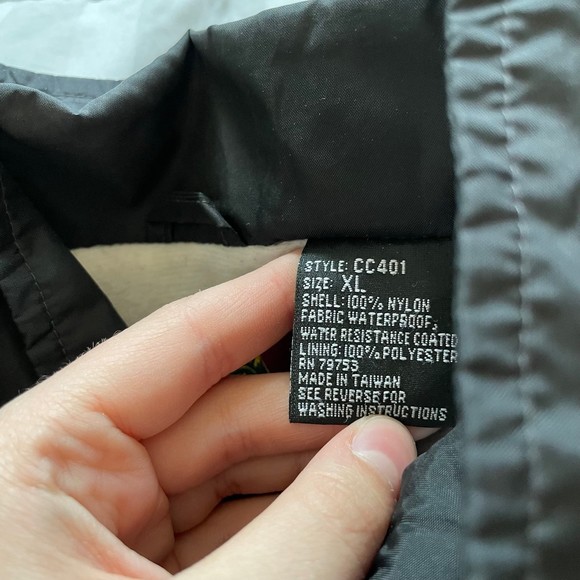 STYLE: CC401
SIZE: XL
SHELL: 100% NYLON
FABRIC WATERPROOF,
WATER RESISTANCE COATED
LINING: 100% POLYESTER
RN 79753
MADE IN TAIWAN
SEE REVERSE FOR
WASHING INSTRUCTIONS